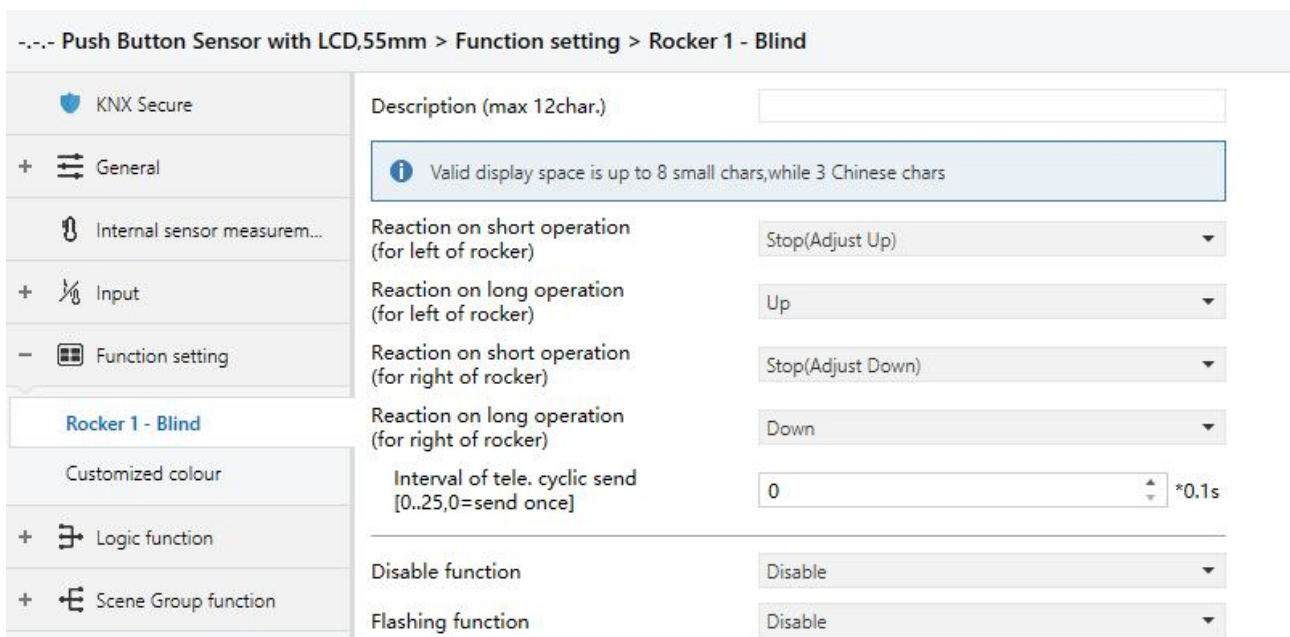 -.-.- Push Button Sensor with LCD,55mm > Function setting > Rocker 1 - Blind
KNX Secure
+ General
Internal sensor measurem...
+ Input
– Function setting
Rocker 1 - Blind
Customized colour
+ Logic function
+ Scene Group function
Description (max 12char.)
Valid display space is up to 8 small chars,while 3 Chinese chars
Reaction on short operation
(for left of rocker)
Stop(Adjust Up)
Reaction on long operation
(for left of rocker)
Up
Reaction on short operation
(for right of rocker)
Stop(Adjust Down)
Reaction on long operation
(for right of rocker)
Down
Interval of tele. cyclic send
[0..25,0=send once]
0 *0.1s
Disable function Disable
Flashing function Disable